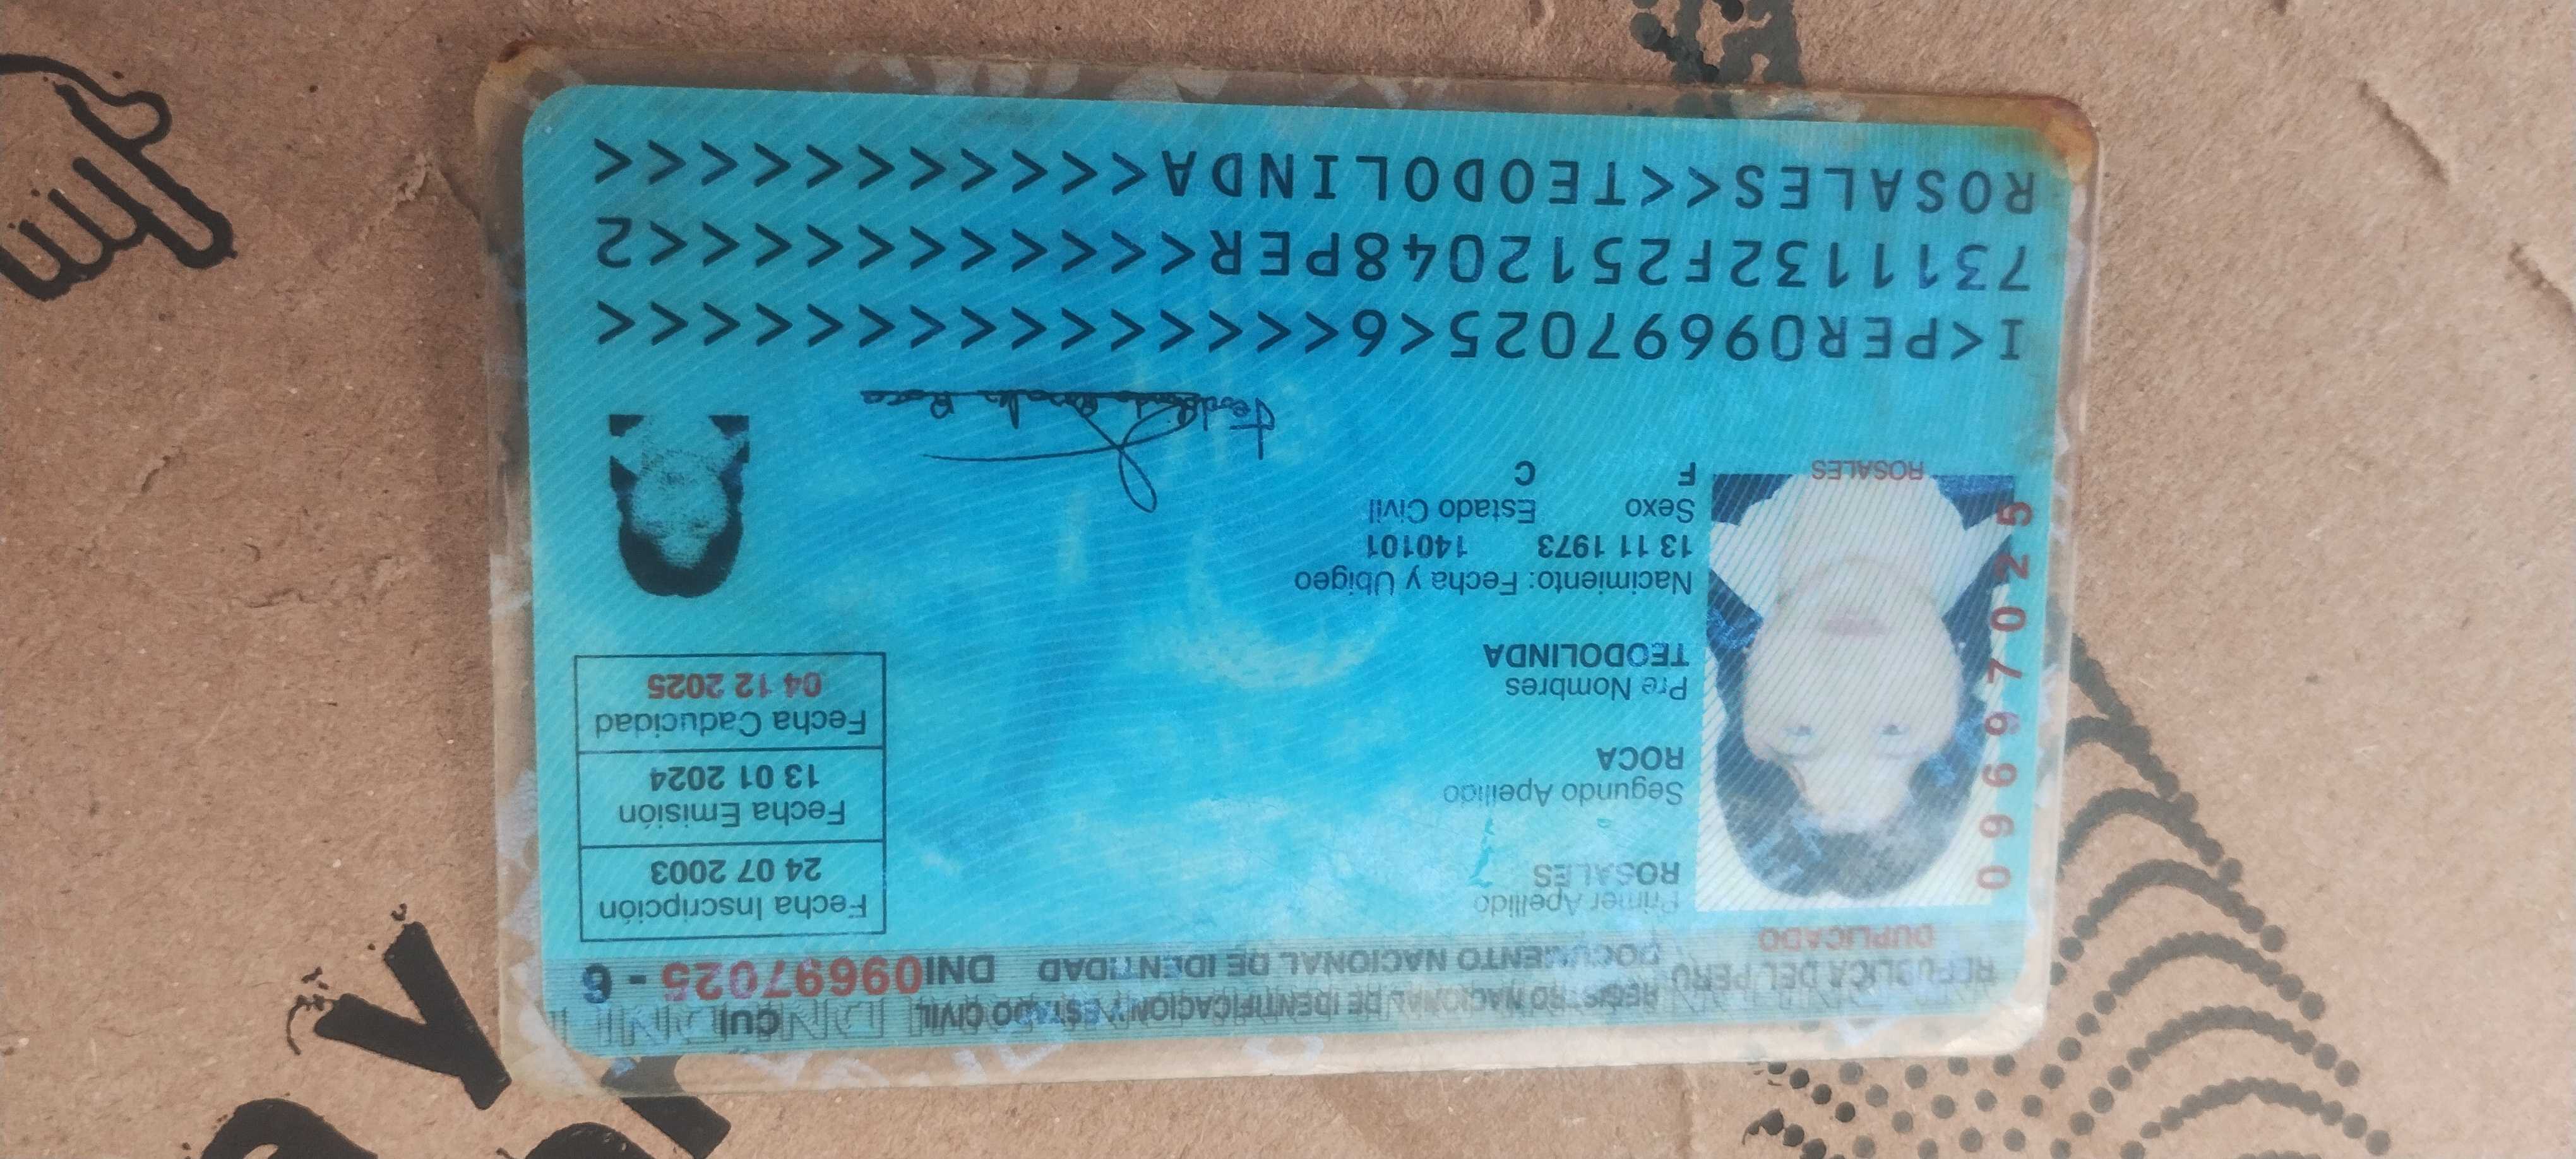 REPUBLICA DEL PERU REGISTRO NACIONAL DE IDENTIFICACION Y ESTADO CIVIL CUI
DUPLICADO DOCUMENTO NACIONAL DE IDENTIDAD DNI09697025 - 6
Primer Apellido
ROSALES
Segundo Apellido
ROCA
Pre Nombres
TEODOLINDA
Nacimiento: Fecha y Ubigeo
13 11 1973 140101
Sexo Estado Civil
F C
Fecha Inscripción
24 07 2003
Fecha Emisión
13 01 2024
Fecha Caducidad
04 12 2025
09697025
ROSALES
I<PER09697025<6<<<<<<<<<<<<<<<
7311132F2512048PER<<<<<<<<<<<2
ROSALES<<TEODOLINDA<<<<<<<<<<<